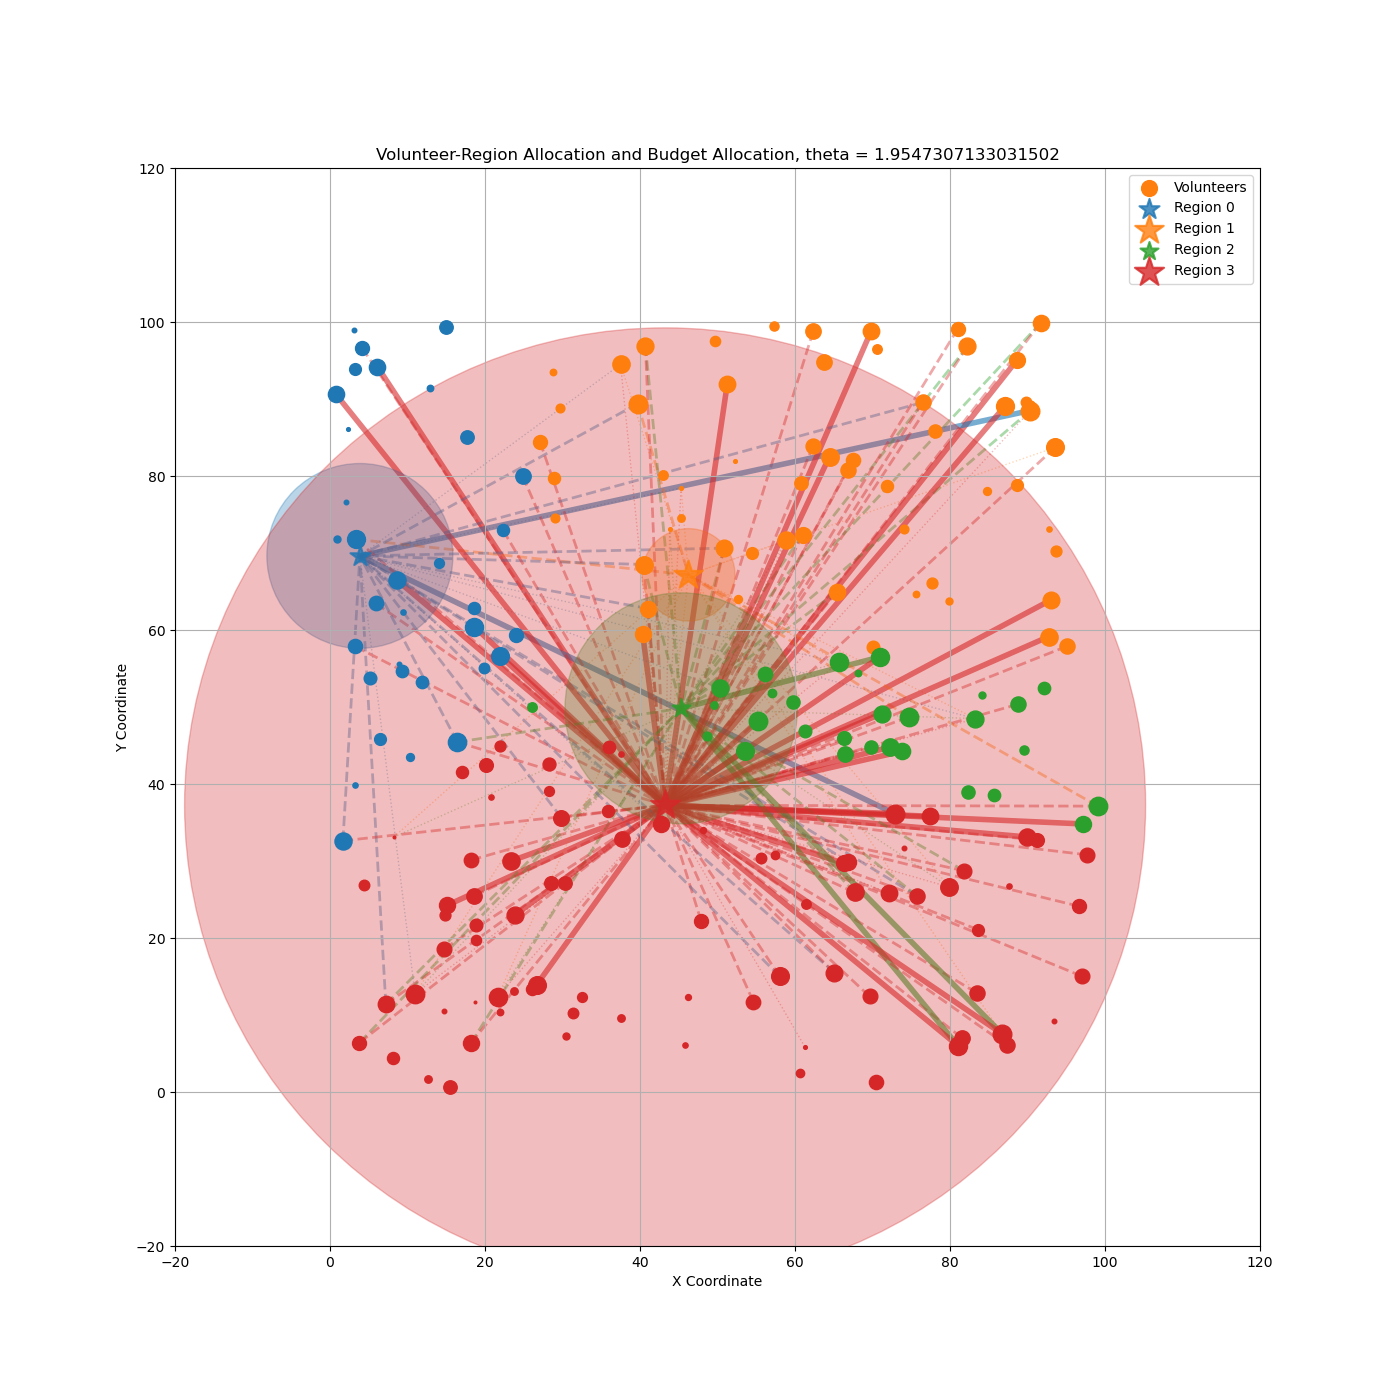 Volunteer-Region Allocation and Budget Allocation, theta = 1.9547307133031502
120
100
80
60
40
20
0
−20
Y Coordinate
Volunteers
Region 0
Region 1
Region 2
Region 3
−20 0 20 40 60 80 100 120
X Coordinate